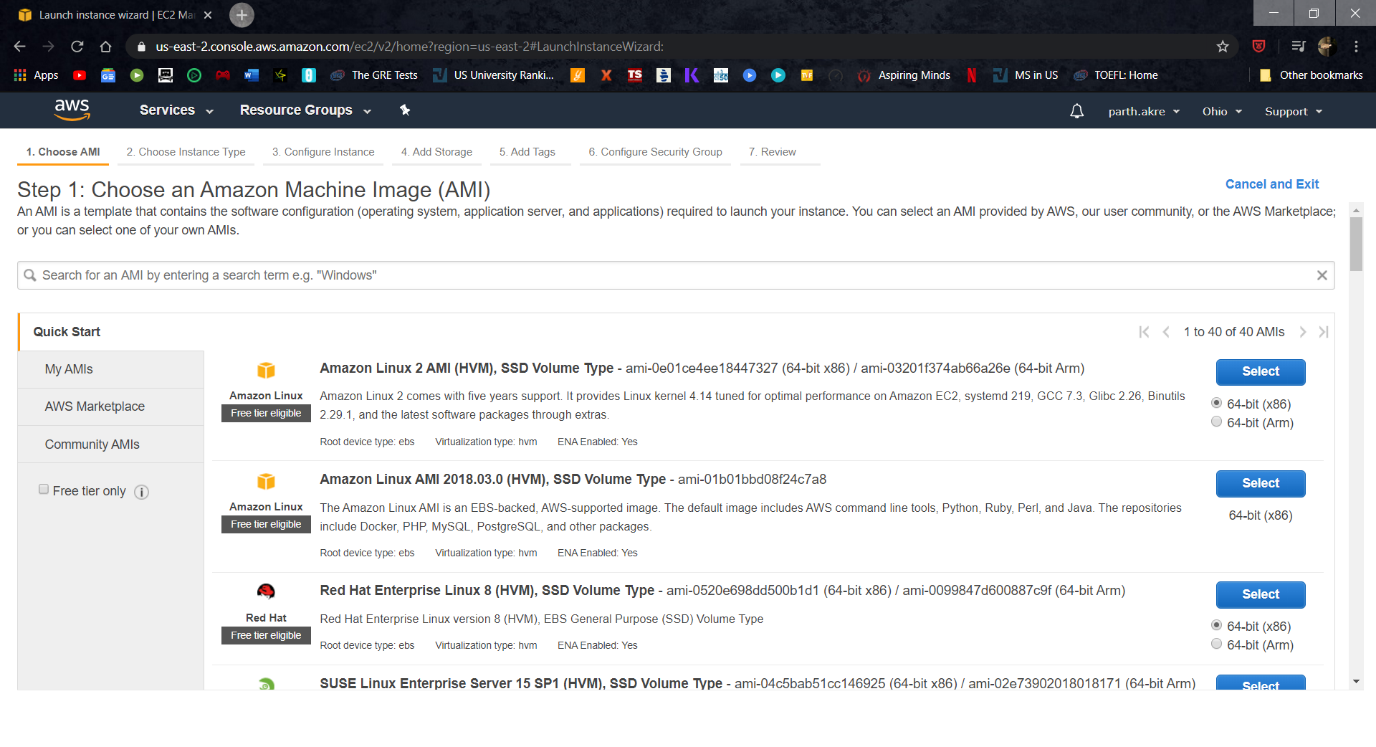 Launch instance wizard | EC2 Ma
us-east-2.console.aws.amazon.com/ec2/v2/home?region=us-east-2#LaunchInstanceWizard:
Apps The GRE Tests US University Ranki... TS K Aspiring Minds N MS in US TOEFL: Home Other bookmarks
aws Services Resource Groups parth.akre Ohio Support
1. Choose AMI 2. Choose Instance Type 3. Configure Instance 4. Add Storage 5. Add Tags 6. Configure Security Group 7. Review
Step 1: Choose an Amazon Machine Image (AMI)
Cancel and Exit
An AMI is a template that contains the software configuration (operating system, application server, and applications) required to launch your instance. You can select an AMI provided by AWS, our user community, or the AWS Marketplace;
or you can select one of your own AMIs.
Search for an AMI by entering a search term e.g. "Windows"
Quick Start
1 to 40 of 40 AMIs
My AMIs
AWS Marketplace
Community AMIs
Free tier only
Amazon Linux
Free tier eligible
Amazon Linux 2 AMI (HVM), SSD Volume Type - ami-0e01ce4ee18447327 (64-bit x86) / ami-03201f374ab66a26e (64-bit Arm)
Amazon Linux 2 comes with five years support. It provides Linux kernel 4.14 tuned for optimal performance on Amazon EC2, systemd 219, GCC 7.3, Glibc 2.26, Binutils
2.29.1, and the latest software packages through extras.
Root device type: ebs Virtualization type: hvm ENA Enabled: Yes
Select
64-bit (x86)
64-bit (Arm)
Amazon Linux
Free tier eligible
Amazon Linux AMI 2018.03.0 (HVM), SSD Volume Type - ami-01b01bbd08f24c7a8
The Amazon Linux AMI is an EBS-backed, AWS-supported image. The default image includes AWS command line tools, Python, Ruby, Perl, and Java. The repositories
include Docker, PHP, MySQL, PostgreSQL, and other packages.
Root device type: ebs Virtualization type: hvm ENA Enabled: Yes
Select
64-bit (x86)
Red Hat
Free tier eligible
Red Hat Enterprise Linux 8 (HVM), SSD Volume Type - ami-0520e698dd500b1d1 (64-bit x86) / ami-0099847d600887c9f (64-bit Arm)
Red Hat Enterprise Linux version 8 (HVM), EBS General Purpose (SSD) Volume Type
Root device type: ebs Virtualization type: hvm ENA Enabled: Yes
Select
64-bit (x86)
64-bit (Arm)
SUSE Linux Enterprise Server 15 SP1 (HVM), SSD Volume Type - ami-04c5bab51cc146925 (64-bit x86) / ami-02e73902018018171 (64-bit Arm)
Select